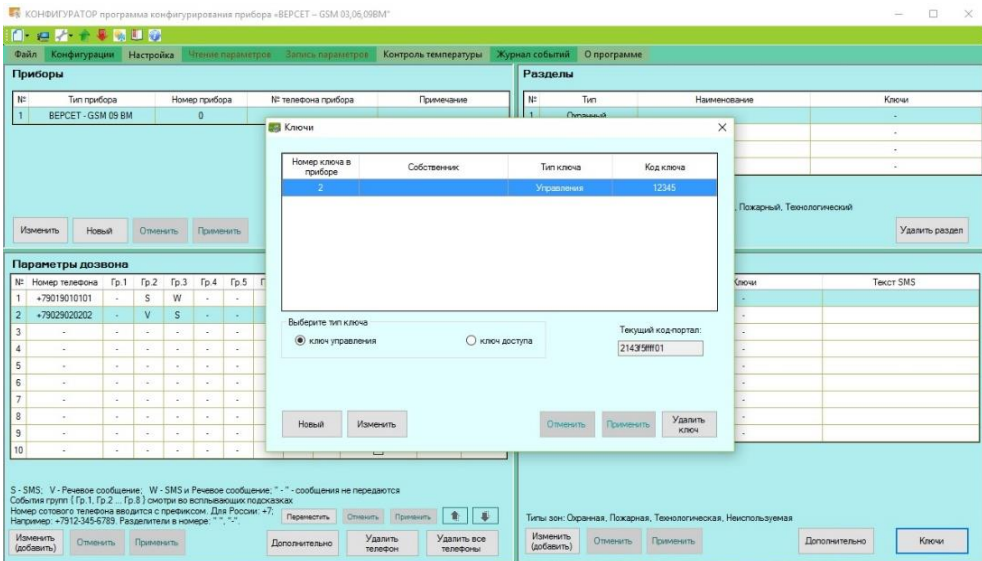 КОНФИГУРАТОР программа конфигурирования прибора «ВЕРСЕТ – GSM 03,06,09ВМ"
Файл Конфигурации Настройка Чтение параметров Запись параметров Контроль температуры Журнал событий О программе
Приборы
№ Тип прибора Номер прибора № телефона прибора Примечание
1 ВЕРСЕТ - GSM 09 ВМ 0
Изменить Новый Отменить Применить
Разделы
№ Тип Наименование Ключи
1 Охранный -
-
-
-
, Пожарный, Технологический
Удалить раздел
Ключи
Номер ключа в приборе Собственник Тип ключа Код ключа
2 Управления 12345
Выберите тип ключа
ключ управления ключ доступа
Текущий код-портал:
2143f5ffff01
Новый Изменить Отменить Применить Удалить ключ
Параметры дозвона
№ Номер телефона Гр.1 Гр.2 Гр.3 Гр.4 Гр.5
1 +79019010101 - S W - -
2 +79029020202 - V S - -
3 - - - - - -
4 - - - - - -
5 - - - - - -
6 - - - - - -
7 - - - - - -
8 - - - - - -
9 - - - - - -
10 - - - - - -
S - SMS; V - Речевое сообщение; W - SMS и Речевое сообщение; " - " - сообщения не передаются
События групп ( Гр.1, Гр.2 ... Гр.8 ) смотри во всплывающих подсказках
Номер сотового телефона вводится с префиксом. Для России: +7;
Например: +7912-345-6789. Разделители в номере: " ", "-".
Переместить Отменить Применить
Изменить (добавить) Отменить Применить Дополнительно Удалить телефон Удалить все телефоны
Ключи Текст SMS
-
-
-
-
-
-
-
-
-
Типы зон: Охранная, Пожарная, Технологическая, Неиспользуемая
Изменить (добавить) Отменить Применить Дополнительно Ключи